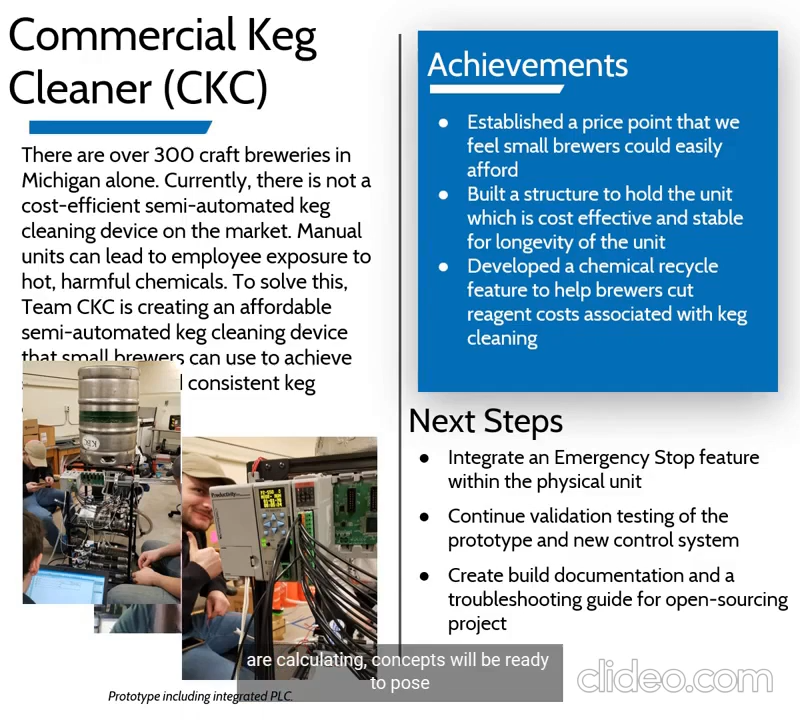 Commercial Keg
Cleaner (CKC)
There are over 300 craft breweries in
Michigan alone. Currently, there is not a
cost-efficient semi-automated keg
cleaning device on the market. Manual
units can lead to employee exposure to
hot, harmful chemicals. To solve this,
Team CKC is creating an affordable
semi-automated keg cleaning device
that small brewers can use to achieve
consistent keg
Productivity
Prototype including integrated PLC.
Achievements
● Established a price point that we
feel small brewers could easily
afford
● Built a structure to hold the unit
which is cost effective and stable
for longevity of the unit
● Developed a chemical recycle
feature to help brewers cut
reagent costs associated with keg
cleaning
Next Steps
● Integrate an Emergency Stop feature
within the physical unit
● Continue validation testing of the
prototype and new control system
● Create build documentation and a
troubleshooting guide for open-sourcing
project
are calculating, concepts will be ready
to pose
clideo.com